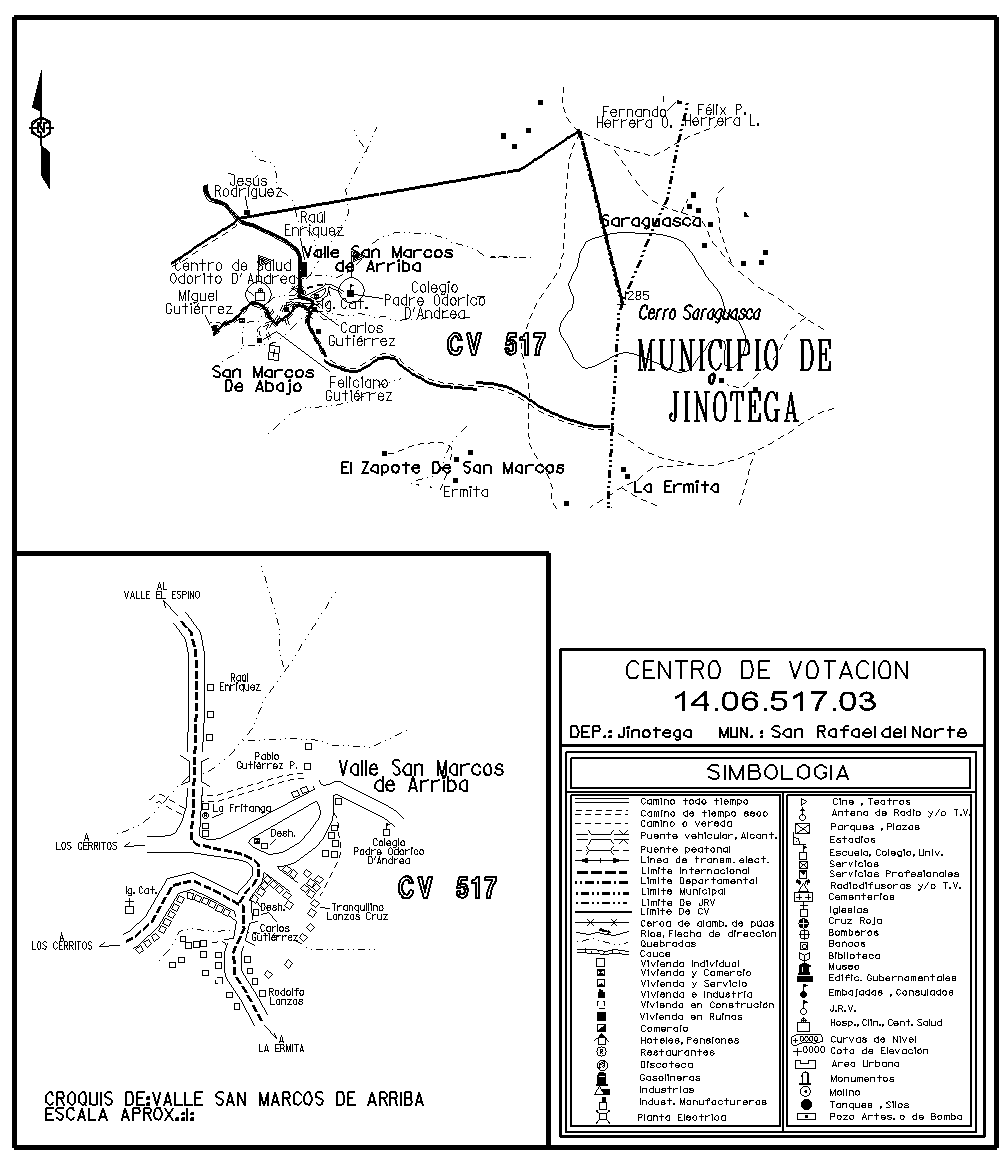 N
Fernando
Herrera O.
Félix P.
Herrera L.
Jesús
Rodríguez
Raúl
Enríquez
Saraguasca
Valle San Marcos
de Arriba
Centro de Salud
Odorito D'Andrea
Miguel
Gutiérrez
Ig. Cat.
Colegio
Padre Odorico
D'Andrea
1285
Cerro Saraguasca
Carlos
Gutiérrez
CV 517
MUNICIPIO DE
JINOTEGA
San Marcos
De Abajo
Feliciano
Gutiérrez
El Zapote De San Marcos
Ermita
La Ermita
AL
VALLE EL ESPINO
Raúl
Enríquez
Pablo
Gutiérrez P.
Valle San Marcos
de Arriba
La Fritanga
Desh.
A
LOS CERRITOS
Colegio
Padre Odorico
D'Andrea
CV 517
Ig. Cat.
Desh.
Tranquilino
Lanzas Cruz
Carlos
Gutiérrez
A
LOS CERRITOS
Rodolfo
Lanzas
A
LA ERMITA
CROQUIS DE:VALLE SAN MARCOS DE ARRIBA
ESCALA APROX.:1:
CENTRO DE VOTACION
14.06.517.03
DEP.: Jinotega MUN. : San Rafael del Norte
SIMBOLOGIA
Camino todo tiempo
Camino de tiempo seco
Camino o vereda
Puente vehicular, Alcant.
Puente peatonal
Linea de transm. elect.
Limite Internacional
Limite Departamental
Limite Municipal
Limite De JRV
Limite De CV
Cerca de alamb. de púas
Rios, Flecha de dirección
Quebradas
Cauce
Vivienda Individual
Vivienda y Comercio
Vivienda y Servicio
Vivienda e Industria
Vivienda en Construción
Vivienda en Ruinas
Comercio
Hoteles, Pensiones
Restaurantes
Discoteca
Gasolineras
Industrias
Indust. Manufactureras
Planta Electrica
Cine , Teatros
Antena de Radio y/o T.V.
Parques , Plazas
Estadios
Escuela, Colegio, Univ.
Servicios
Servicios Profesionales
Radiodifusoras y/o T.V.
Cementerios
Iglesias
Cruz Roja
Bomberos
Bancos
Biblioteca
Museo
Edific. Gubernamentales
Embajadas , Consulados
J.R.V.
Hosp., Clin., Cent. Salud
+0000 Curvas de Nivel
+0000 Cota de Elevación
Area Urbana
Monumentos
Molino
Tanques , Silos
Pozo Artes. o de Bomba